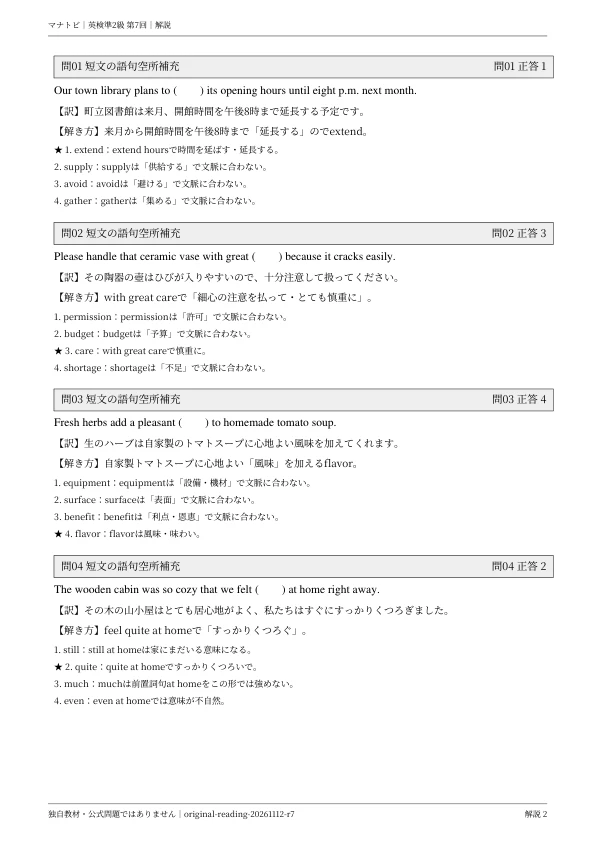 マナトビ｜英検準2級 第7回｜解説
問01 短文の語句空所補充 問01 正答 1
Our town library plans to (　　) its opening hours until eight p.m. next month.
【訳】町立図書館は来月、開館時間を午後8時まで延長する予定です。
【解き方】来月から開館時間を午後8時まで「延長する」のでextend。
★ 1. extend：extend hoursで時間を延ばす・延長する。
2. supply：supplyは「供給する」で文脈に合わない。
3. avoid：avoidは「避ける」で文脈に合わない。
4. gather：gatherは「集める」で文脈に合わない。
問02 短文の語句空所補充 問02 正答 3
Please handle that ceramic vase with great (　　) because it cracks easily.
【訳】その陶器の壺はひびが入りやすいので、十分注意して扱ってください。
【解き方】with great careで「細心の注意を払って・とても慎重に」。
1. permission：permissionは「許可」で文脈に合わない。
2. budget：budgetは「予算」で文脈に合わない。
★ 3. care：with great careで慎重に。
4. shortage：shortageは「不足」で文脈に合わない。
問03 短文の語句空所補充 問03 正答 4
Fresh herbs add a pleasant (　　) to homemade tomato soup.
【訳】生のハーブは自家製のトマトスープに心地よい風味を加えてくれます。
【解き方】自家製トマトスープに心地よい「風味」を加えるflavor。
1. equipment：equipmentは「設備・機材」で文脈に合わない。
2. surface：surfaceは「表面」で文脈に合わない。
3. benefit：benefitは「利点・恩恵」で文脈に合わない。
★ 4. flavor：flavorは風味・味わい。
問04 短文の語句空所補充 問04 正答 2
The wooden cabin was so cozy that we felt (　　) at home right away.
【訳】その木の山小屋はとても居心地がよく、私たちはすぐにすっかりくつろぎました。
【解き方】feel quite at homeで「すっかりくつろぐ」。
1. still：still at homeは家にまだいる意味になる。
★ 2. quite：quite at homeですっかりくつろいで。
3. much：muchは前置詞句at homeをこの形では強めない。
4. even：even at homeでは意味が不自然。
独自教材・公式問題ではありません｜original-reading-20261112-r7 解説 2